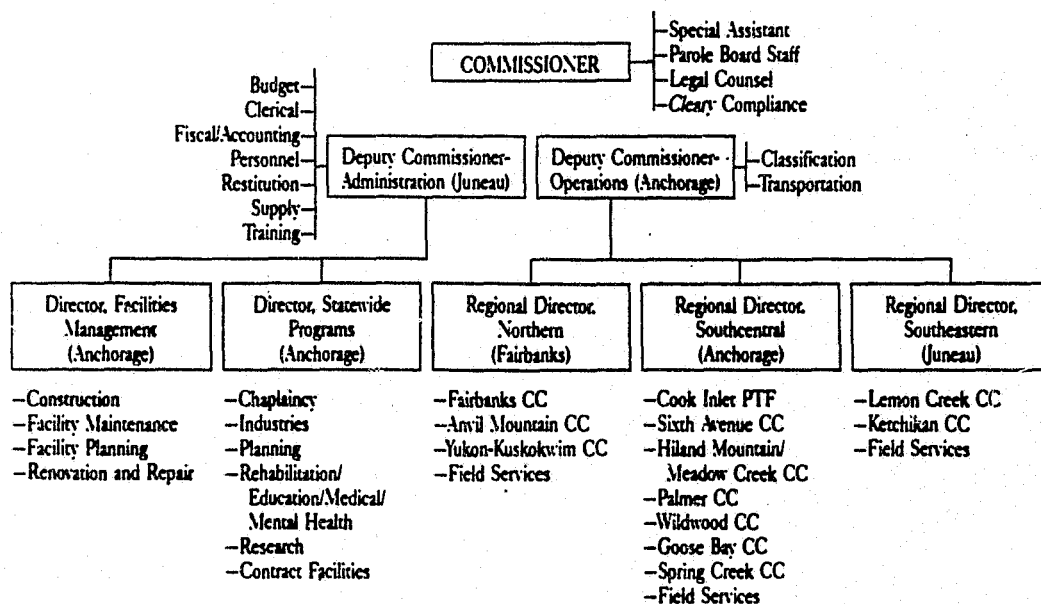 COMMISSIONER
–Special Assistant
–Parole Board Staff
–Legal Counsel
–Cleary Compliance
Budget–
Clerical–
Fiscal/Accounting–
Personnel–
Restitution–
Supply–
Training–
Deputy Commissioner-
Administration (Juneau)
Deputy Commissioner-
Operations (Anchorage)
–Classification
–Transportation
Director, Facilities
Management
(Anchorage)
–Construction
–Facility Maintenance
–Facility Planning
–Renovation and Repair
Director, Statewide
Programs
(Anchorage)
–Chaplaincy
–Industries
–Planning
–Rehabilitation/
Education/Medical/
Mental Health
–Research
–Contract Facilities
Regional Director,
Northern
(Fairbanks)
–Fairbanks CC
–Anvil Mountain CC
–Yukon-Kuskokwim CC
–Field Services
Regional Director,
Southcentral
(Anchorage)
–Cook Inlet PTF
–Sixth Avenue CC
–Hiland Mountain/
Meadow Creek CC
–Palmer CC
–Wildwood CC
–Goose Bay CC
–Spring Creek CC
–Field Services
Regional Director,
Southeastern
(Juneau)
–Lemon Creek CC
–Ketchikan CC
–Field Services